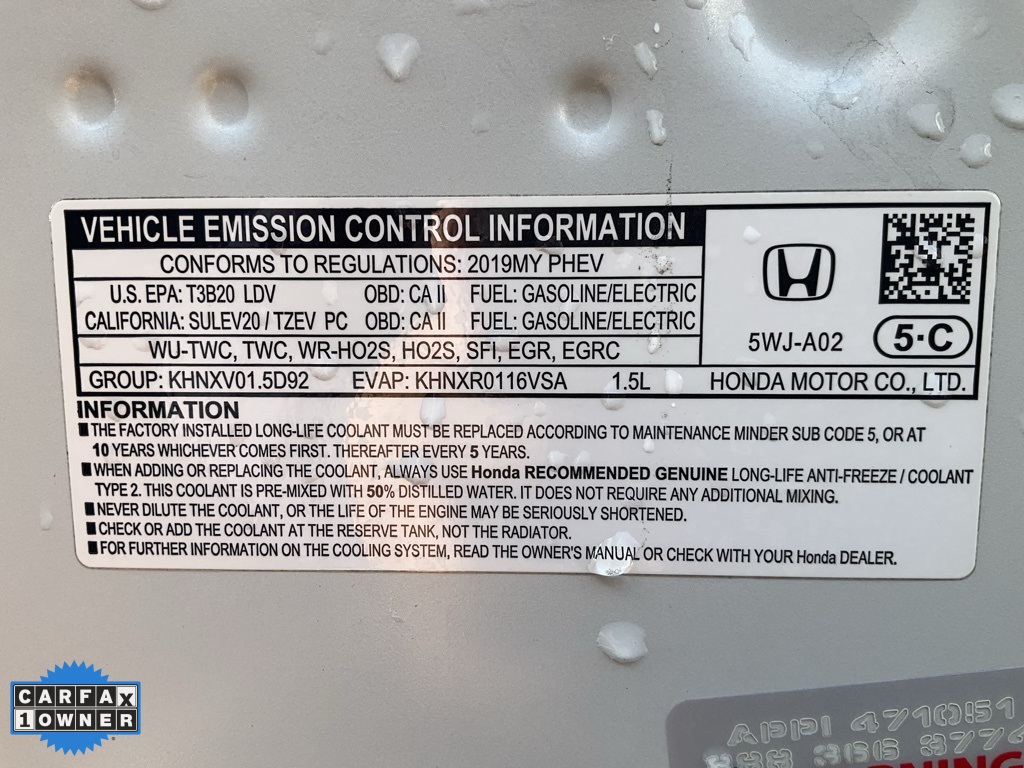 VEHICLE EMISSION CONTROL INFORMATION
CONFORMS TO REGULATIONS: 2019MY PHEV
U.S. EPA: T3B20 LDV OBD: CA II FUEL: GASOLINE/ELECTRIC
CALIFORNIA: SULEV20 / TZEV PC OBD: CA II FUEL: GASOLINE/ELECTRIC
WU-TWC, TWC, WR-HO2S, HO2S, SFI, EGR, EGRC
5WJ-A02 5·C
GROUP: KHNXV01.5D92 EVAP: KHNXR0116VSA 1.5L HONDA MOTOR CO., LTD.
INFORMATION
■ THE FACTORY INSTALLED LONG-LIFE COOLANT MUST BE REPLACED ACCORDING TO MAINTENANCE MINDER SUB CODE 5, OR AT
10 YEARS WHICHEVER COMES FIRST. THEREAFTER EVERY 5 YEARS.
■ WHEN ADDING OR REPLACING THE COOLANT, ALWAYS USE Honda RECOMMENDED GENUINE LONG-LIFE ANTI-FREEZE / COOLANT
TYPE 2. THIS COOLANT IS PRE-MIXED WITH 50% DISTILLED WATER. IT DOES NOT REQUIRE ANY ADDITIONAL MIXING.
■ NEVER DILUTE THE COOLANT, OR THE LIFE OF THE ENGINE MAY BE SERIOUSLY SHORTENED.
■ CHECK OR ADD THE COOLANT AT THE RESERVE TANK, NOT THE RADIATOR.
■ FOR FURTHER INFORMATION ON THE COOLING SYSTEM, READ THE OWNER'S MANUAL OR CHECK WITH YOUR Honda DEALER.
CARFAX
1 OWNER
APPI 471051